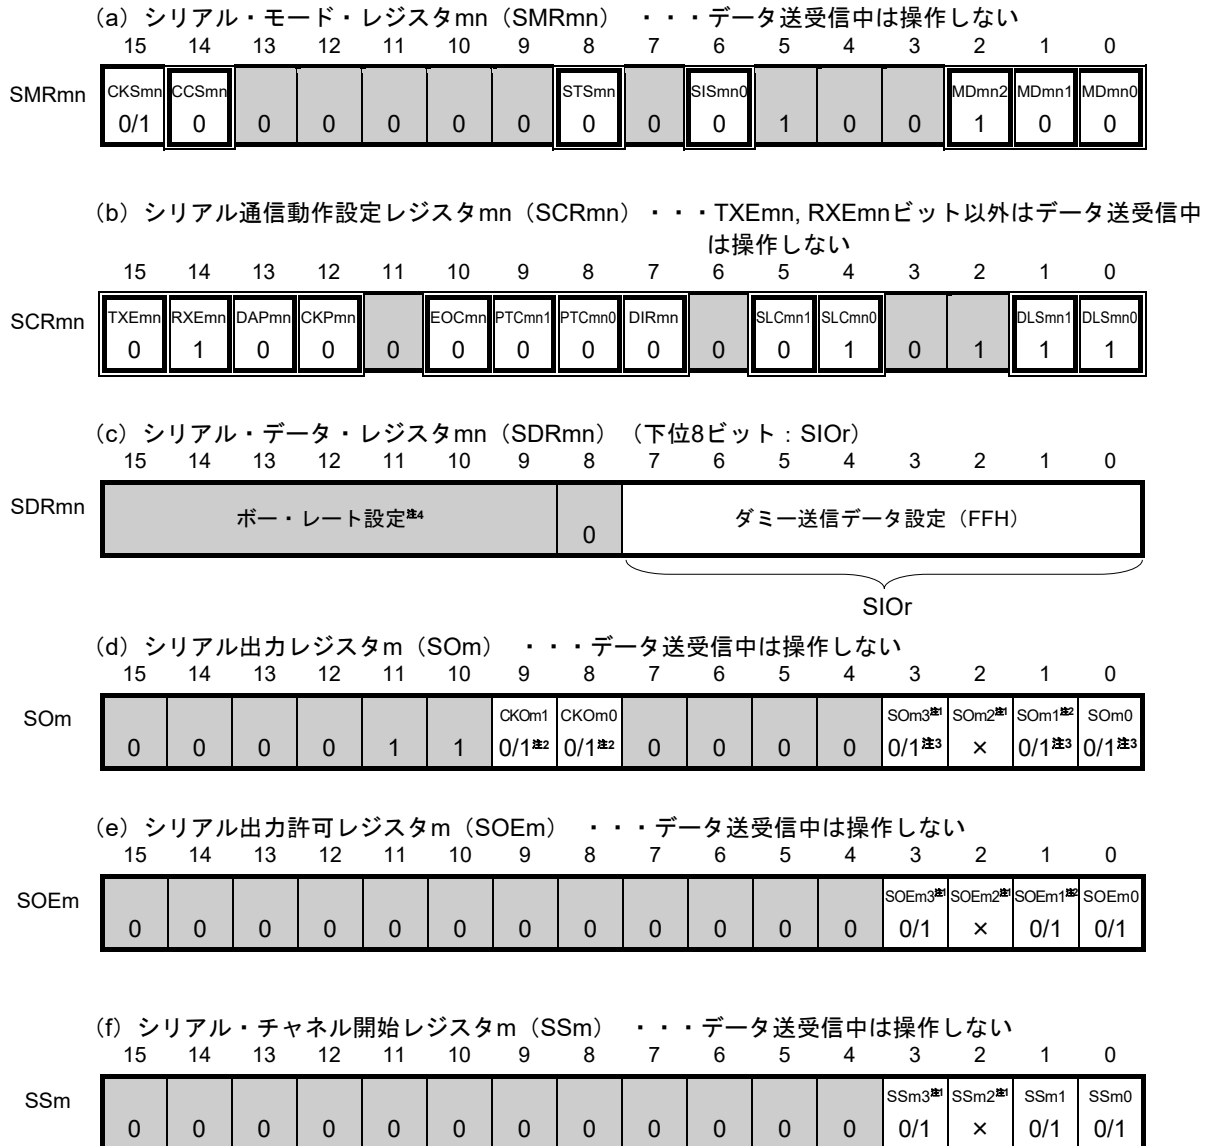 (a) シリアル・モード・レジスタmn（SMRmn） ・・・データ送受信中は操作しない
15 14 13 12 11 10 9 8 7 6 5 4 3 2 1 0
SMRmn CKSmn CCSmn STSmn SISmn0 MDmn2 MDmn1 MDmn0
0/1 0 0 0 0 0 0 0 0 0 1 0 0 1 0 0
(b) シリアル通信動作設定レジスタmn（SCRmn）・・・TXEmn, RXEmnビット以外はデータ送受信中
は操作しない
15 14 13 12 11 10 9 8 7 6 5 4 3 2 1 0
SCRmn TXEmn RXEmn DAPmn CKPmn EOCmn PTCmn1 PTCmn0 DIRmn SLCmn1 SLCmn0 DLSmn1 DLSmn0
0 1 0 0 0 0 0 0 0 0 0 1 0 1 1 1
(c) シリアル・データ・レジスタmn（SDRmn）（下位8ビット：SIOr）
15 14 13 12 11 10 9 8 7 6 5 4 3 2 1 0
SDRmn ボー・レート設定注4 0 ダミー送信データ設定（FFH）
SIOr
(d) シリアル出力レジスタm（SOm） ・・・データ送受信中は操作しない
15 14 13 12 11 10 9 8 7 6 5 4 3 2 1 0
SOm CKOm1 CKOm0 SOm3注1 SOm2注1 SOm1注2 SOm0
0 0 0 0 1 1 0/1注2 0/1注2 0 0 0 0 0/1注3 × 0/1注3 0/1注3
(e) シリアル出力許可レジスタm（SOEm） ・・・データ送受信中は操作しない
15 14 13 12 11 10 9 8 7 6 5 4 3 2 1 0
SOEm SOEm3注1 SOEm2注1 SOEm1注2 SOEm0
0 0 0 0 0 0 0 0 0 0 0 0 0/1 × 0/1 0/1
(f) シリアル・チャネル開始レジスタm（SSm） ・・・データ送受信中は操作しない
15 14 13 12 11 10 9 8 7 6 5 4 3 2 1 0
SSm SSm3注1 SSm2注1 SSm1 SSm0
0 0 0 0 0 0 0 0 0 0 0 0 0/1 × 0/1 0/1